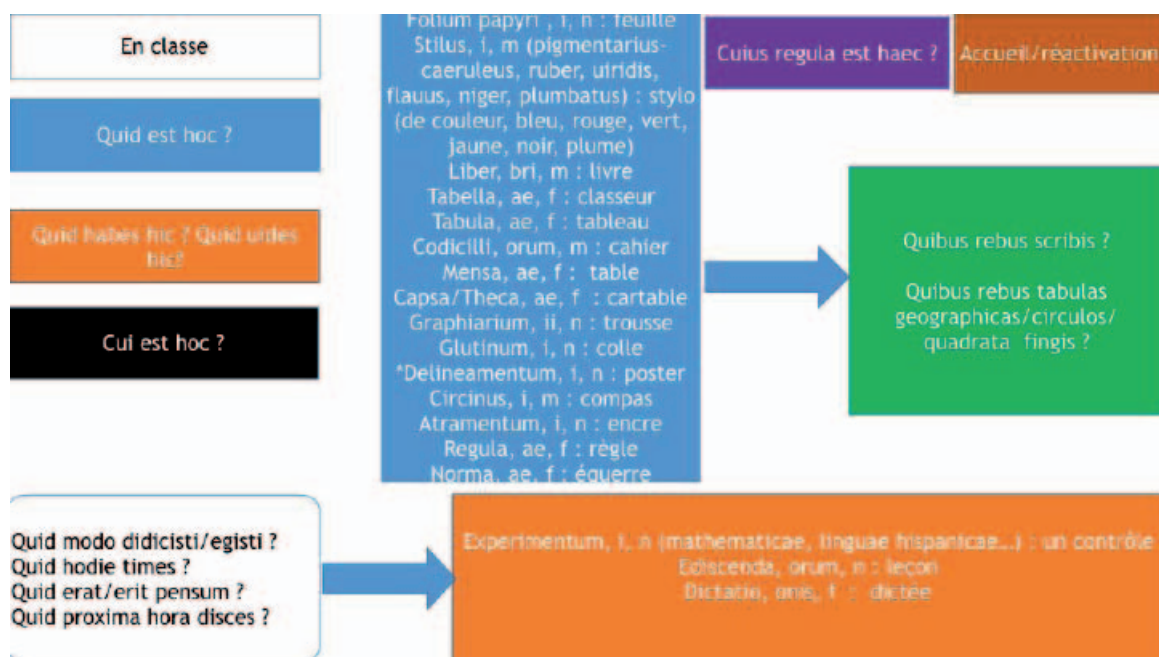 En classe
Quid est hoc ?
Quid habes hic ? Quid uides
hic?
Cui est hoc ?
Folium papyri , i, n : feuille
Stilus, i, m (pigmentarius-
caeruleus, ruber, uiridis,
flauus, niger, plumbatus) : stylo
(de couleur, bleu, rouge, vert,
jaune, noir, plume)
Liber, bri, m : livre
Tabella, ae, f : classeur
Tabula, ae, f : tableau
Codicilli, orum, m : cahier
Mensa, ae, f :  table
Capsa/Theca, ae, f  : cartable
Graphiarium, ii, n : trousse
Glutinum, i, n : colle
*Delineamentum, i, n : poster
Circinus, i, m : compas
Atramentum, i, n : encre
Regula, ae, f : règle
Norma, ae, f : équerre
Cuius regula est haec ?
Accueil/réactivation
Quibus rebus scribis ?
Quibus rebus tabulas
geographicas/circulos/
quadrata  fingis ?
Quid modo didicisti/egisti ?
Quid hodie times ?
Quid erat/erit pensum ?
Quid proxima hora disces ?
Experimentum, i, n (mathematicae, linguae hispanicae…) : un contrôle
Ediscenda, orum, n : leçon
Dictatio, onis, f :  dictée